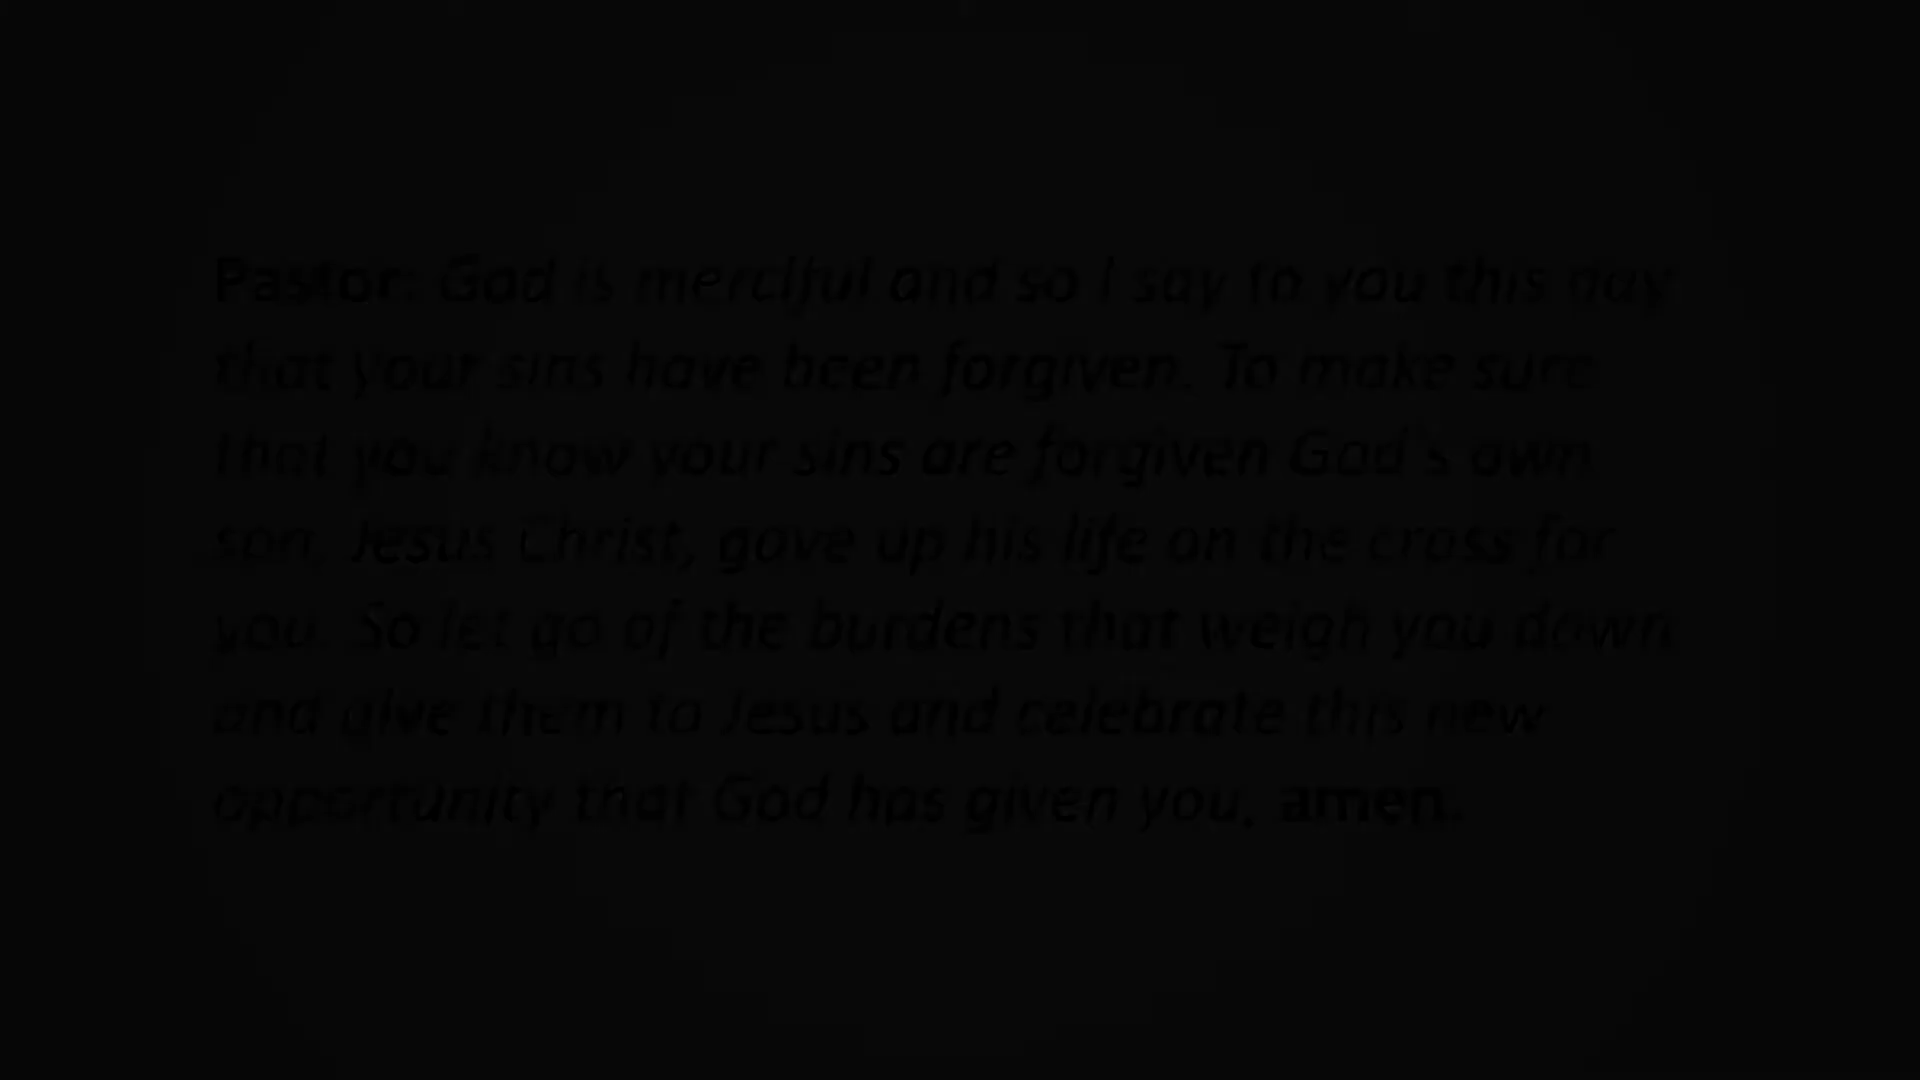 Pastor: God is merciful and so I say to you this day
that your sins have been forgiven. To make sure
that you know your sins are forgiven God's own
son, Jesus Christ, gave up his life on the cross for
you. So let go of the burdens that weigh you down
and give them to Jesus and celebrate this new
opportunity that God has given you, amen.